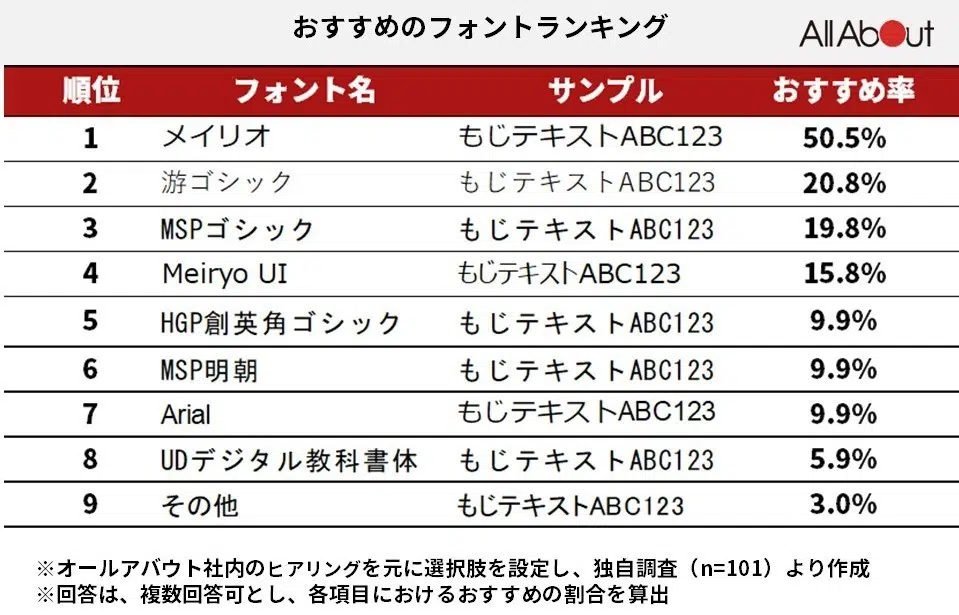 おすすめのフォントランキング
All About
順位 フォント名 サンプル おすすめ率
1 メイリオ もじテキストABC123 50.5%
2 游ゴシック もじテキストABC123 20.8%
3 MSPゴシック もじテキストABC123 19.8%
4 Meiryo UI もじテキストABC123 15.8%
5 HGP創英角ゴシック もじテキストABC123 9.9%
6 MSP明朝 もじテキストABC123 9.9%
7 Arial もじテキストABC123 9.9%
8 UDデジタル教科書体 もじテキストABC123 5.9%
9 その他 もじテキストABC123 3.0%
※オールアバウト社内のヒアリングを元に選択肢を設定し、独自調査（n=101）より作成
※回答は、複数回答可とし、各項目におけるおすすめの割合を算出